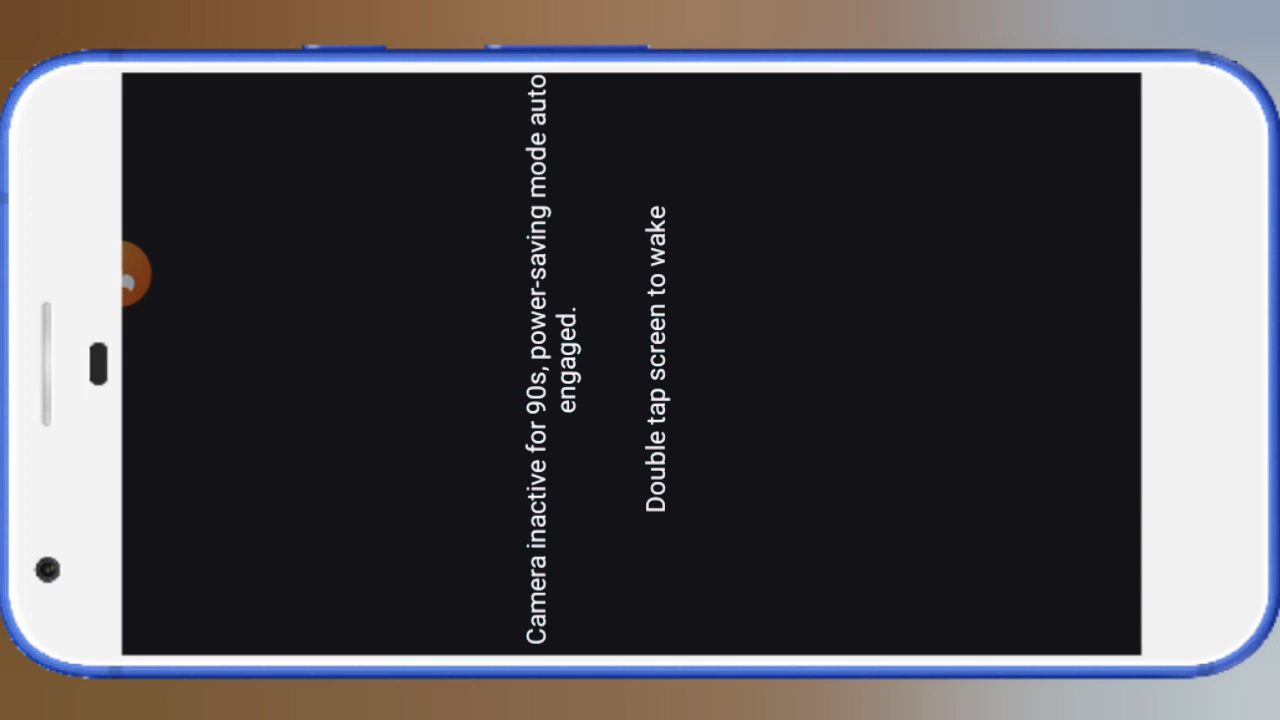 Camera inactive for 90s, power-saving mode auto
engaged.
Double tap screen to wake